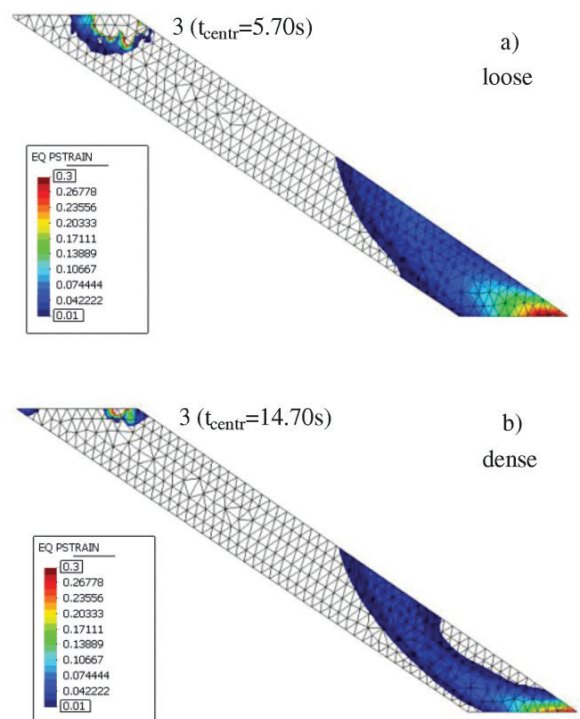 3 (tcentr=5.70s)
a)
loose
EQ PSTRAIN
0.3
0.26778
0.23556
0.20333
0.17111
0.13889
0.10667
0.074444
0.042222
0.01
3 (tcentr=14.70s)
b)
dense
EQ PSTRAIN
0.3
0.26778
0.23556
0.20333
0.17111
0.13889
0.10667
0.074444
0.042222
0.01